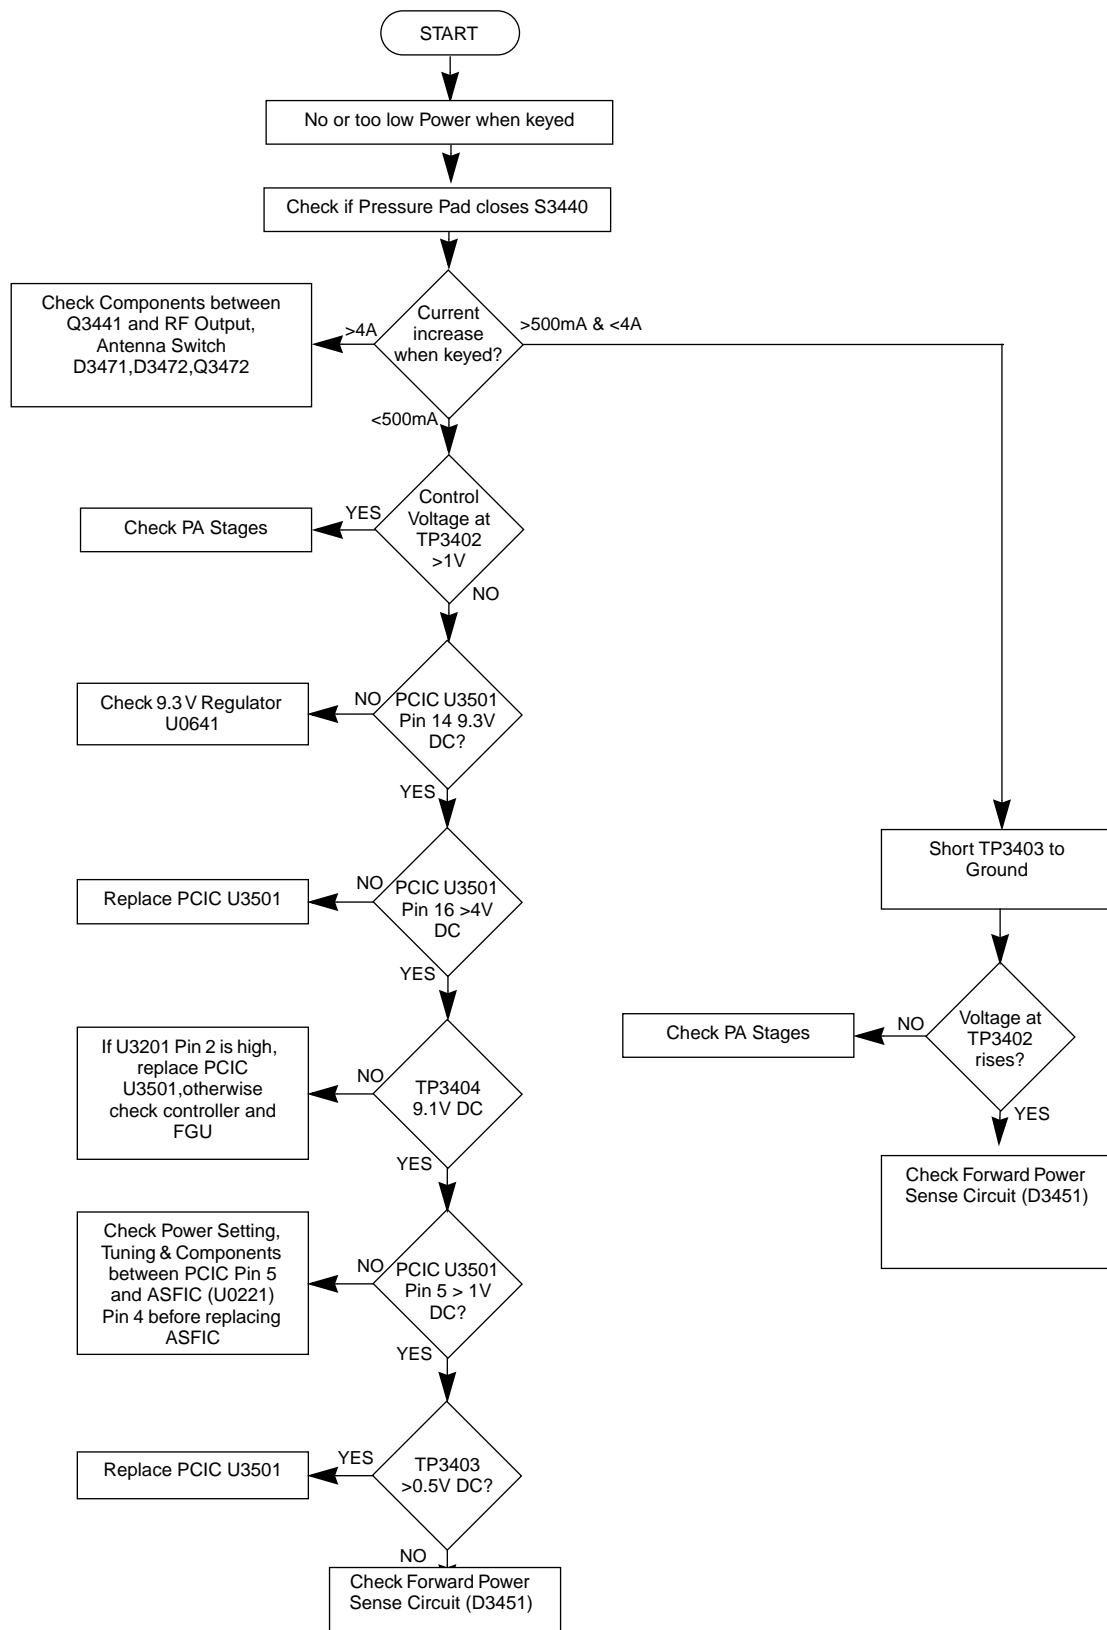 START
No or too low Power when keyed
Check if Pressure Pad closes S3440
Check Components between
Q3441 and RF Output,
Antenna Switch
D3471,D3472,Q3472
>4A
Current
increase
when keyed?
>500mA & <4A
<500mA
Check PA Stages
YES
Control
Voltage at
TP3402
>1V
NO
Check 9.3 V Regulator
U0641
NO
PCIC U3501
Pin 14 9.3V
DC?
YES
Replace PCIC U3501
NO
PCIC U3501
Pin 16 >4V
DC
YES
If U3201 Pin 2 is high,
replace PCIC
U3501,otherwise
check controller and
FGU
NO
TP3404
9.1V DC
YES
Check Power Setting,
Tuning & Components
between PCIC Pin 5
and ASFIC (U0221)
Pin 4 before replacing
ASFIC
NO
PCIC U3501
Pin 5 > 1V
DC?
YES
Replace PCIC U3501
YES
TP3403
>0.5V DC?
NO
Check Forward Power
Sense Circuit (D3451)
Short TP3403 to
Ground
Check PA Stages
NO
Voltage at
TP3402
rises?
YES
Check Forward Power
Sense Circuit (D3451)